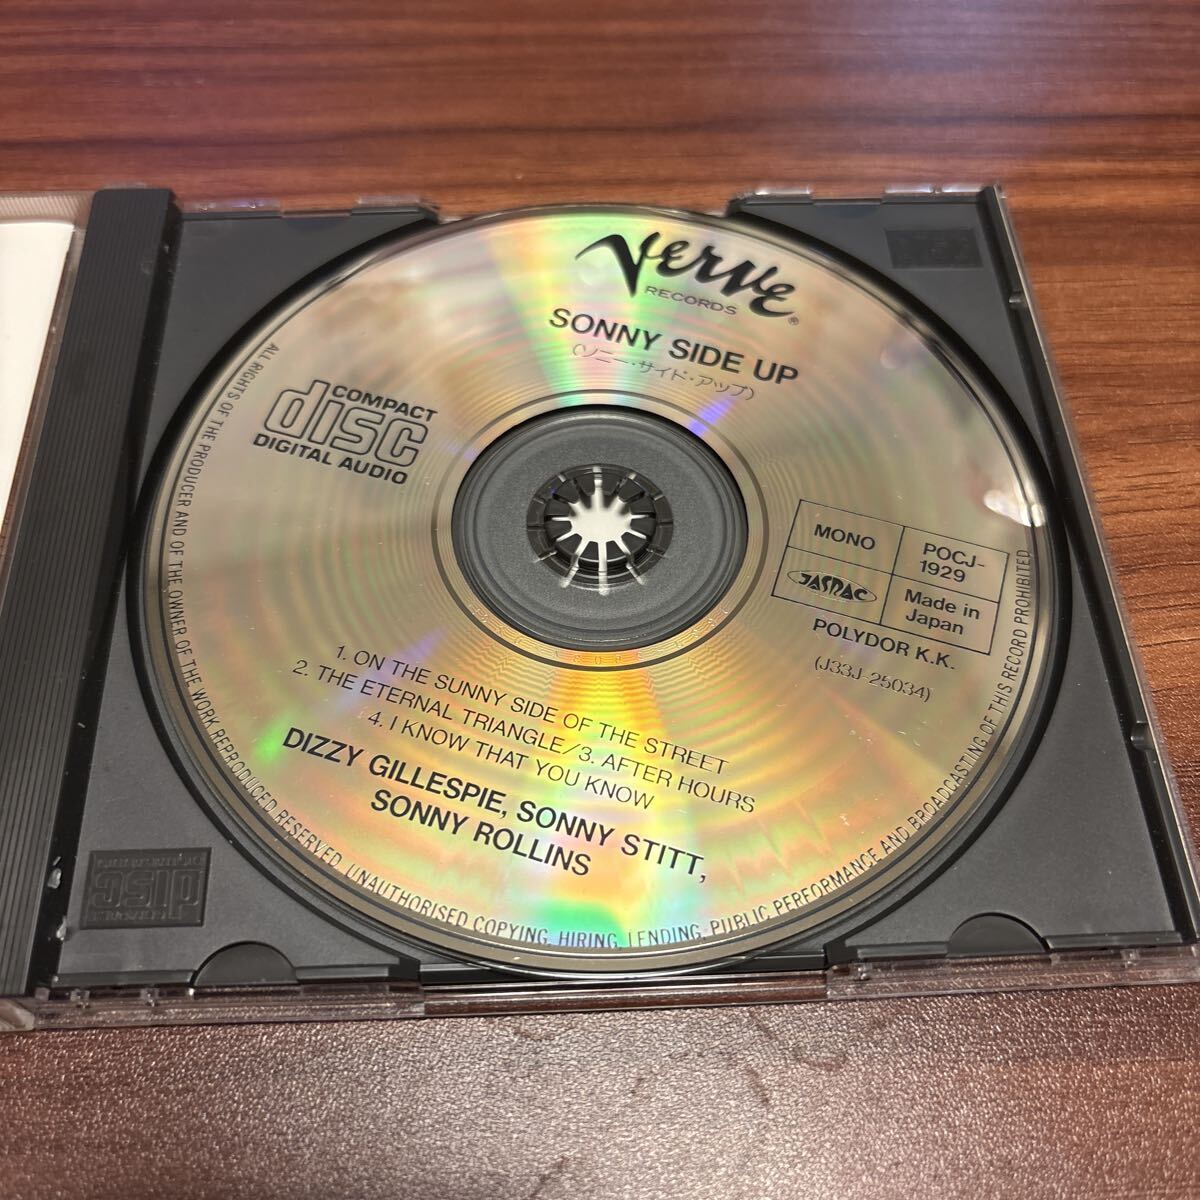 Verve®
RECORDS
SONNY SIDE UP
(ソニー・サイド・アップ)
COMPACT
disc
DIGITAL AUDIO
MONO
POCJ-
1929
JASRAC
Made in
Japan
POLYDOR K.K.
(J33J-25034)
1. ON THE SUNNY SIDE OF THE STREET
2. THE ETERNAL TRIANGLE/3. AFTER HOURS
4. I KNOW THAT YOU KNOW
DIZZY GILLESPIE, SONNY STITT,
SONNY ROLLINS
ALL RIGHTS OF THE PRODUCER AND OF THE OWNER OF THE WORK REPRODUCED RESERVED. UNAUTHORISED COPYING, HIRING, LENDING, PUBLIC PERFORMANCE AND BROADCASTING OF THIS RECORD PROHIBITED